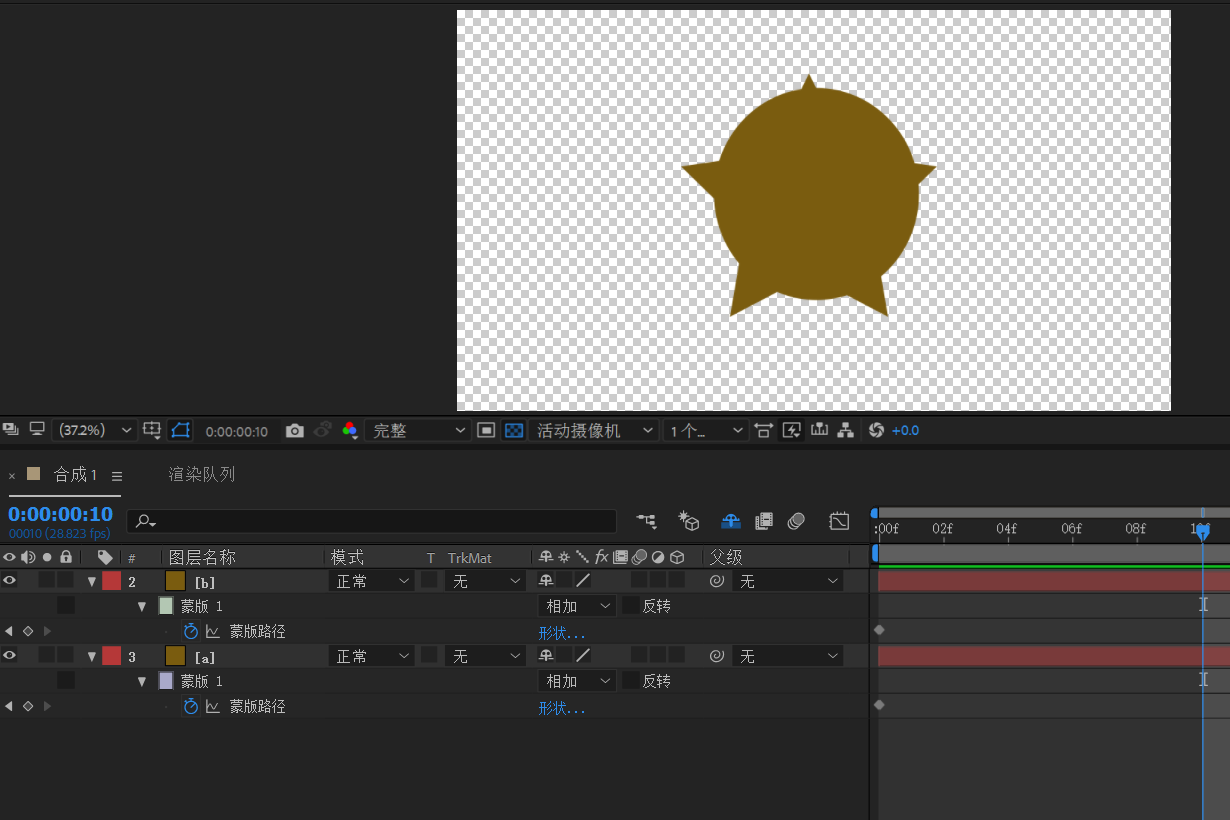 (37.2%) 0:00:00:10 完整 活动摄像机 1 个... +0.0
× 合成 1 ≡ 渲染队列
0:00:00:10
00010 (28.823 fps)
:00f 02f 04f 06f 08f
# 图层名称 模式 T TrkMat fx 父级
2 [b] 正常 无 无
蒙版 1 相加 反转
蒙版路径 形状...
3 [a] 正常 无 无
蒙版 1 相加 反转
蒙版路径 形状...